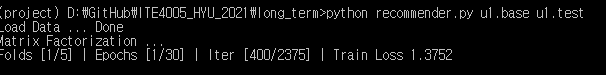 (project) D:₩GitHub₩ITE4005_HYU_2021₩long_term>python recommender.py u1.base u1.test
Load Data ... Done
Matrix Factorization ...
Folds [1/5] | Epochs [1/30] | Iter [400/2375] | Train Loss 1.3752